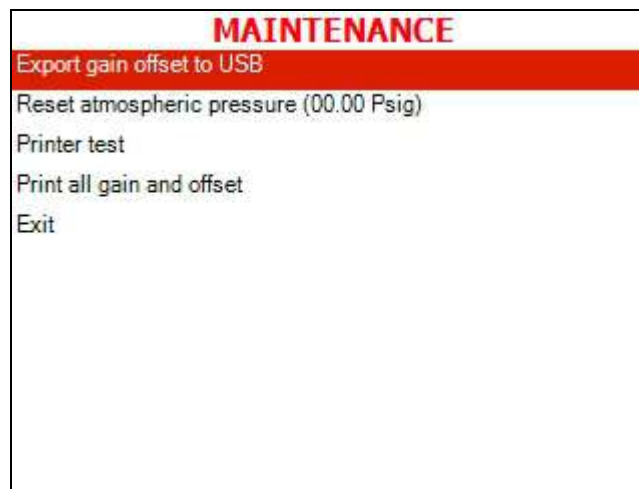 MAINTENANCE
Export gain offset to USB
Reset atmospheric pressure (00.00 Psig)
Printer test
Print all gain and offset
Exit